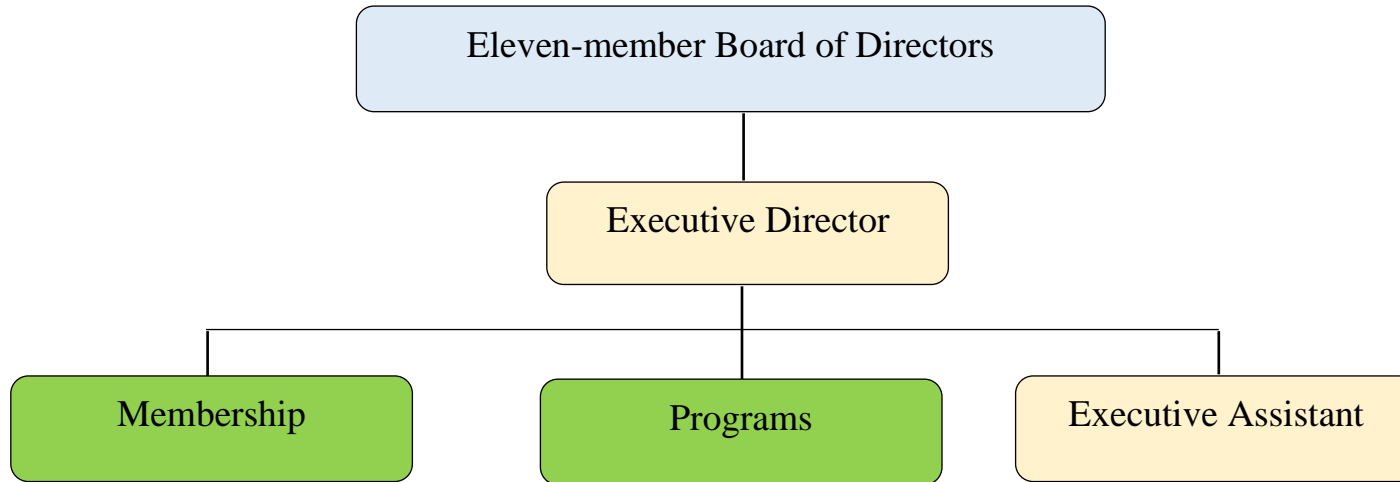 Eleven-member Board of Directors
Executive Director
Membership
Programs
Executive Assistant